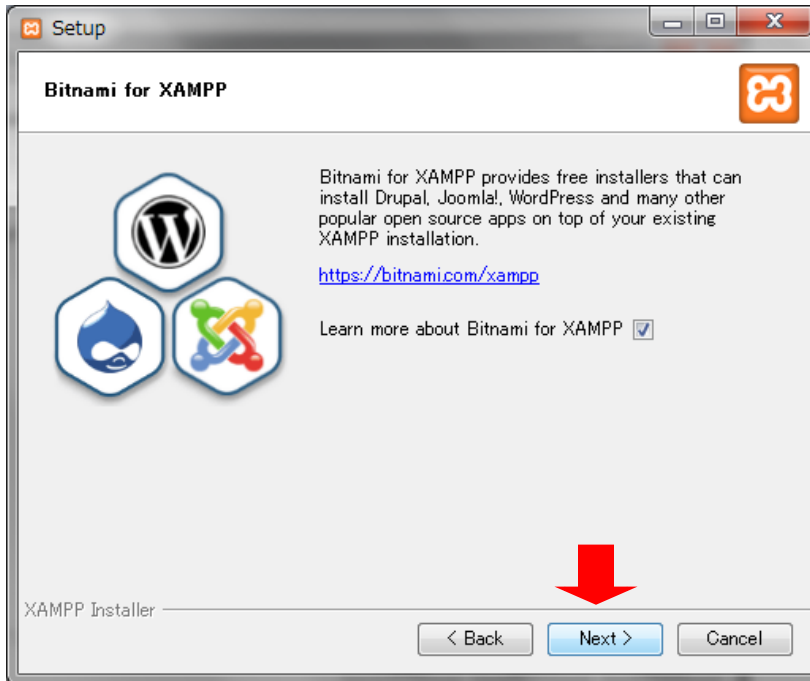 Setup
Bitnami for XAMPP
Bitnami for XAMPP provides free installers that can
install Drupal, Joomla!, WordPress and many other
popular open source apps on top of your existing
XAMPP installation.
https://bitnami.com/xampp
Learn more about Bitnami for XAMPP
XAMPP Installer
< Back
Next >
Cancel